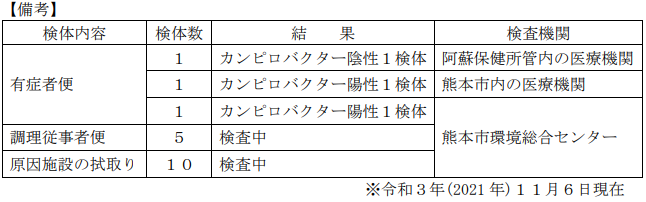 【備考】
検体内容 検体数 結　果 検査機関
有症者便 １ カンピロバクター陰性１検体 阿蘇保健所管内の医療機関
１ カンピロバクター陽性１検体 熊本市内の医療機関
１ カンピロバクター陽性１検体 熊本市環境総合センター
調理従事者便 ５ 検査中
原因施設の拭取り １０ 検査中
※令和３年(2021年)１１月６日現在